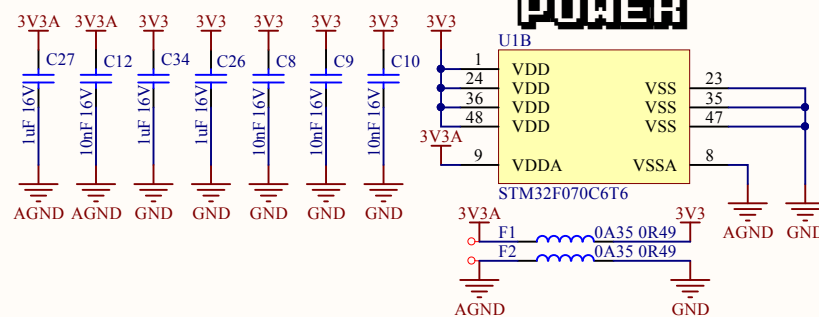 POWER
3V3A 3V3A 3V3 3V3 3V3 3V3 3V3 3V3
U1B
C27 C12 C34 C26 C8 C9 C10
1uF 16V 10nF 16V 1uF 16V 1uF 16V 10nF 16V 10nF 16V 10nF 16V
1 VDD
24 VDD VSS 23
36 VDD VSS 35
48 VDD VSS 47
3V3A
9 VDDA VSSA 8
STM32F070C6T6
AGND AGND GND GND GND GND GND
3V3A 3V3
AGND GND
F1 0A35 0R49
F2 0A35 0R49
AGND GND